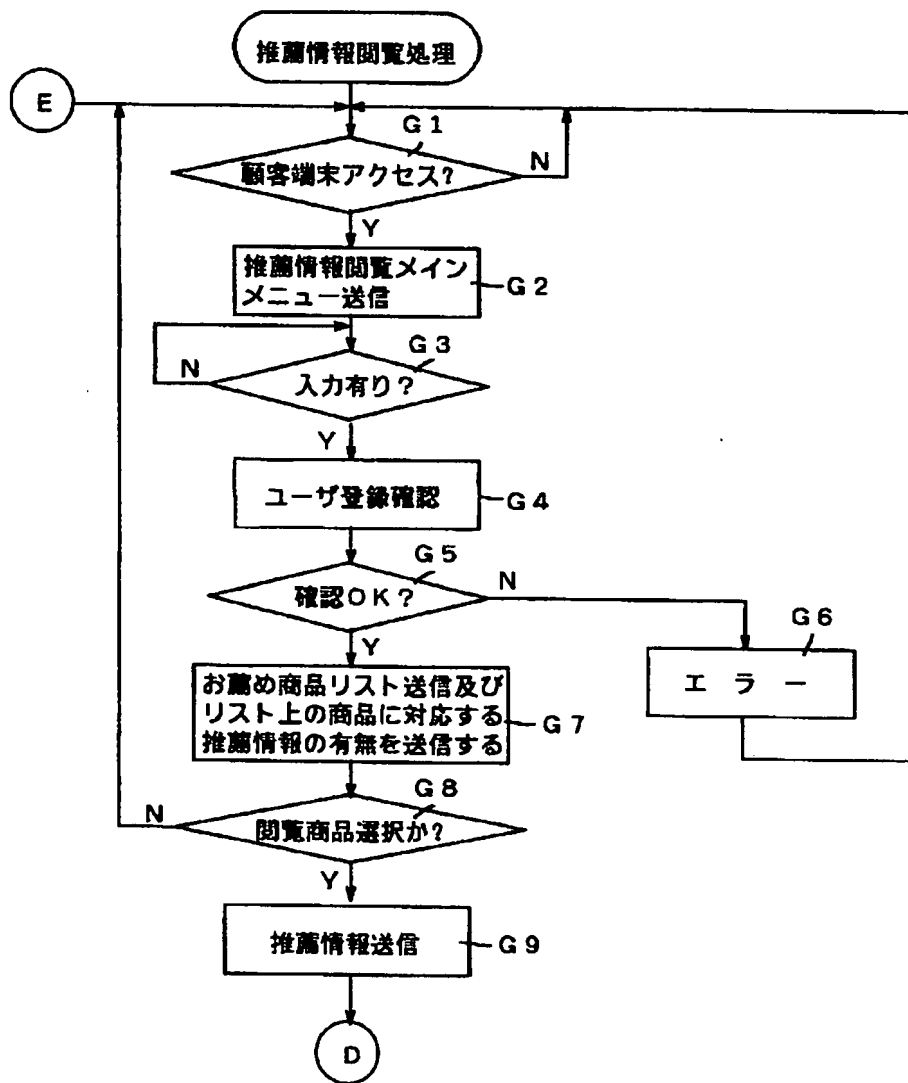 推薦情報閲覧処理
E
G1
顧客端末アクセス?
N
Y
推薦情報閲覧メイン
メニュー送信
G2
G3
N
入力有り?
Y
ユーザ登録確認
G4
G5
確認OK?
N
Y
G6
エラー
お薦め商品リスト送信及び
リスト上の商品に対応する
推薦情報の有無を送信する
G7
G8
N
閲覧商品選択か?
Y
推薦情報送信
G9
D